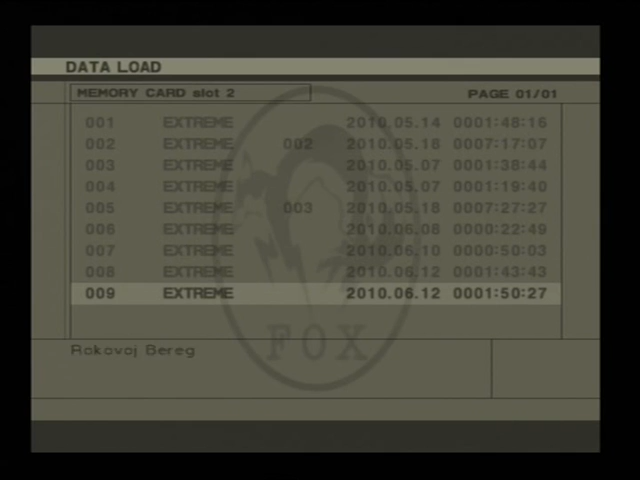 DATA LOAD
MEMORY CARD slot 2 PAGE 01/01
001 EXTREME 2010.05.14 0001:48:16
002 EXTREME 002 2010.05.18 0007:17:07
003 EXTREME 2010.05.07 0001:38:44
004 EXTREME 2010.05.07 0001:19:40
005 EXTREME 003 2010.05.18 0007:27:27
006 EXTREME 2010.06.08 0000:22:49
007 EXTREME 2010.06.10 0000:50:03
008 EXTREME 2010.06.12 0001:43:43
009 EXTREME 2010.06.12 0001:50:27
FOX
Rokovoj Bereg